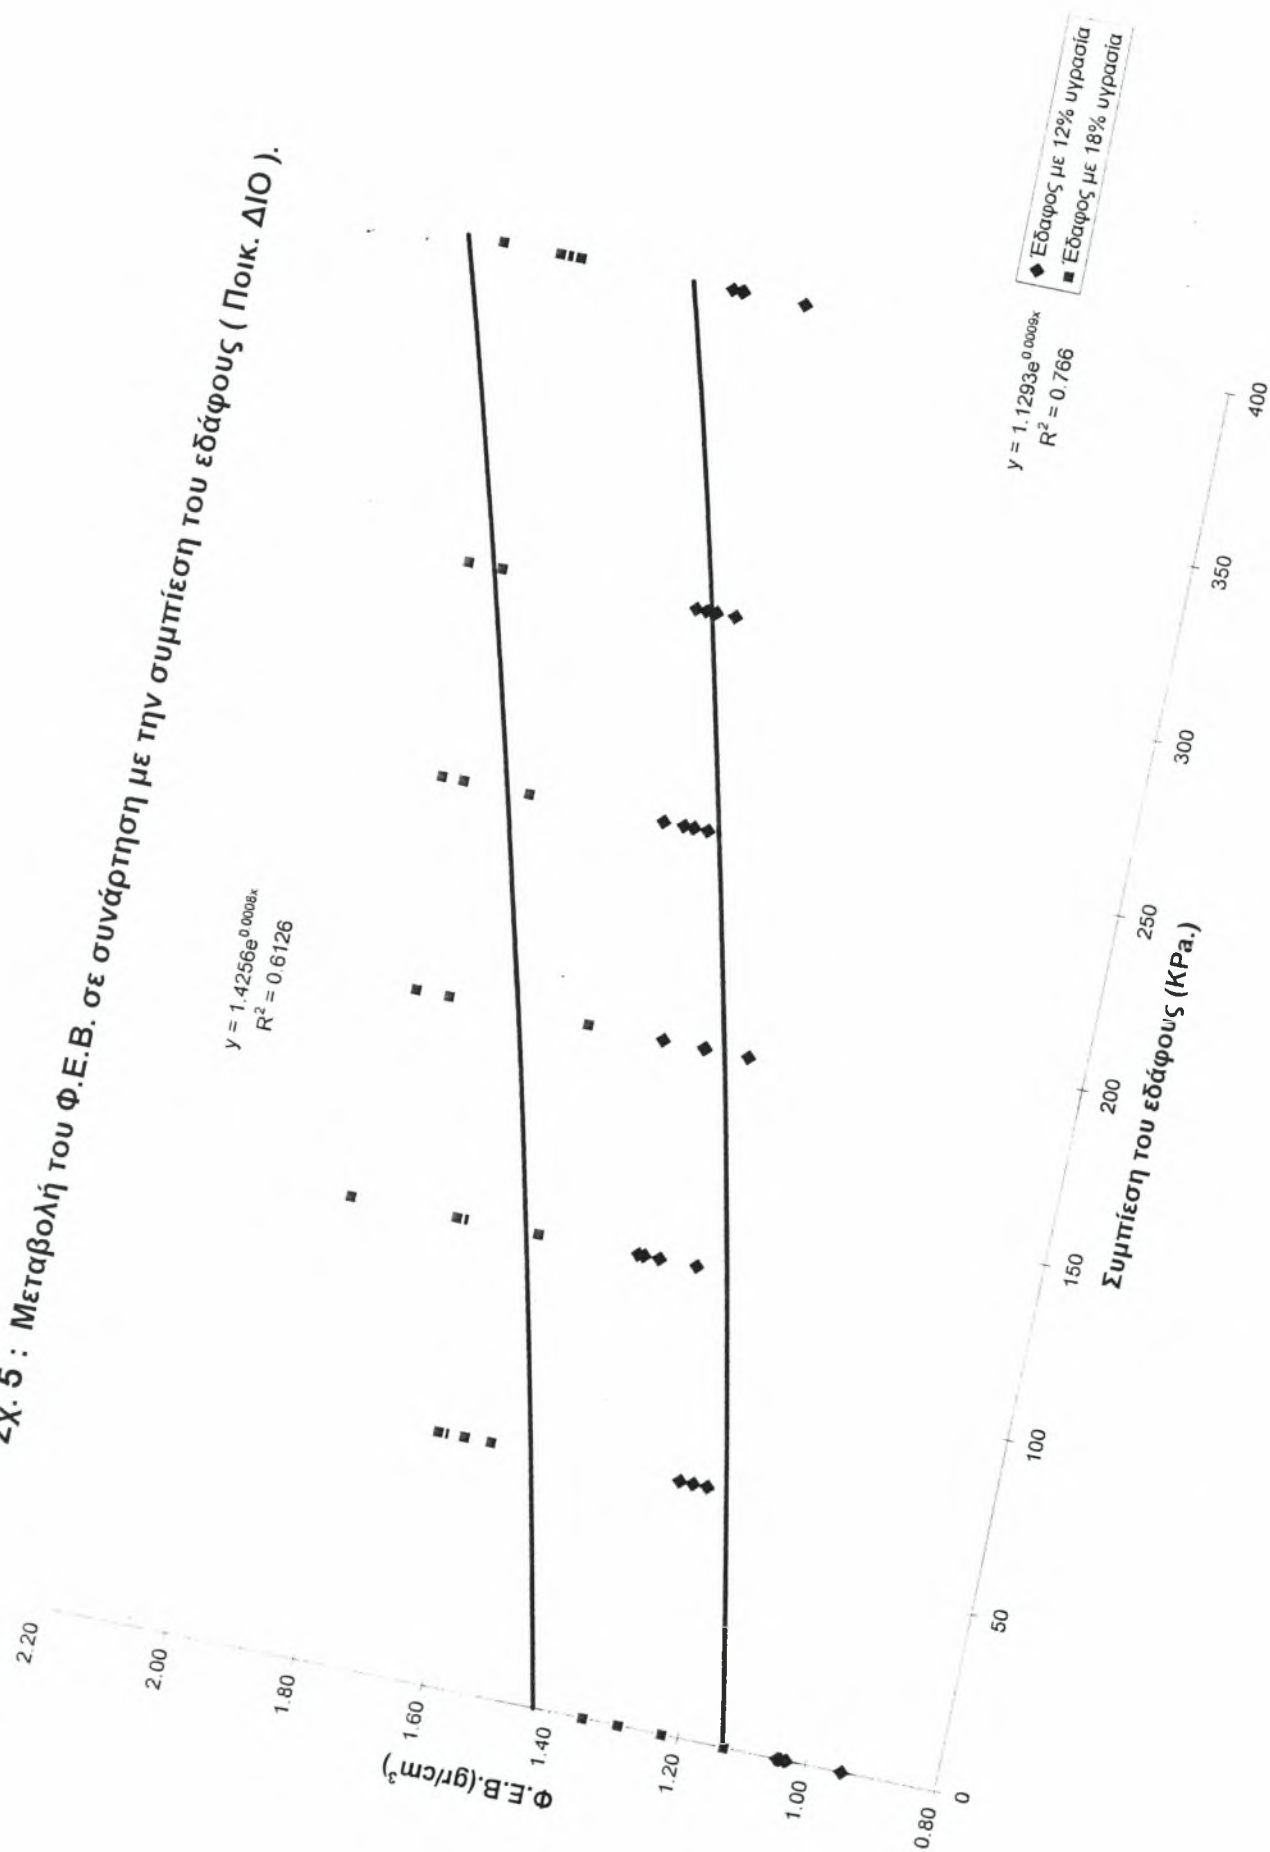 Σχ. 5 : Μεταβολή του Φ.Ε.Β. σε συνάρτηση με την συμπίεση του εδάφους ( Ποικ. ΔΙΟ ).
y = 1.4256e^0.0008x
R² = 0.6126
y = 1.1293e^0.0009x
R² = 0.766
Έδαφος με 12% υγρασία
Έδαφος με 18% υγρασία
Φ.Ε.Β.(gr/cm³)
2.20
2.00
1.80
1.60
1.40
1.20
1.00
0.80
0
50
100
150
200
250
300
350
400
Συμπίεση του εδάφους (KPa.)